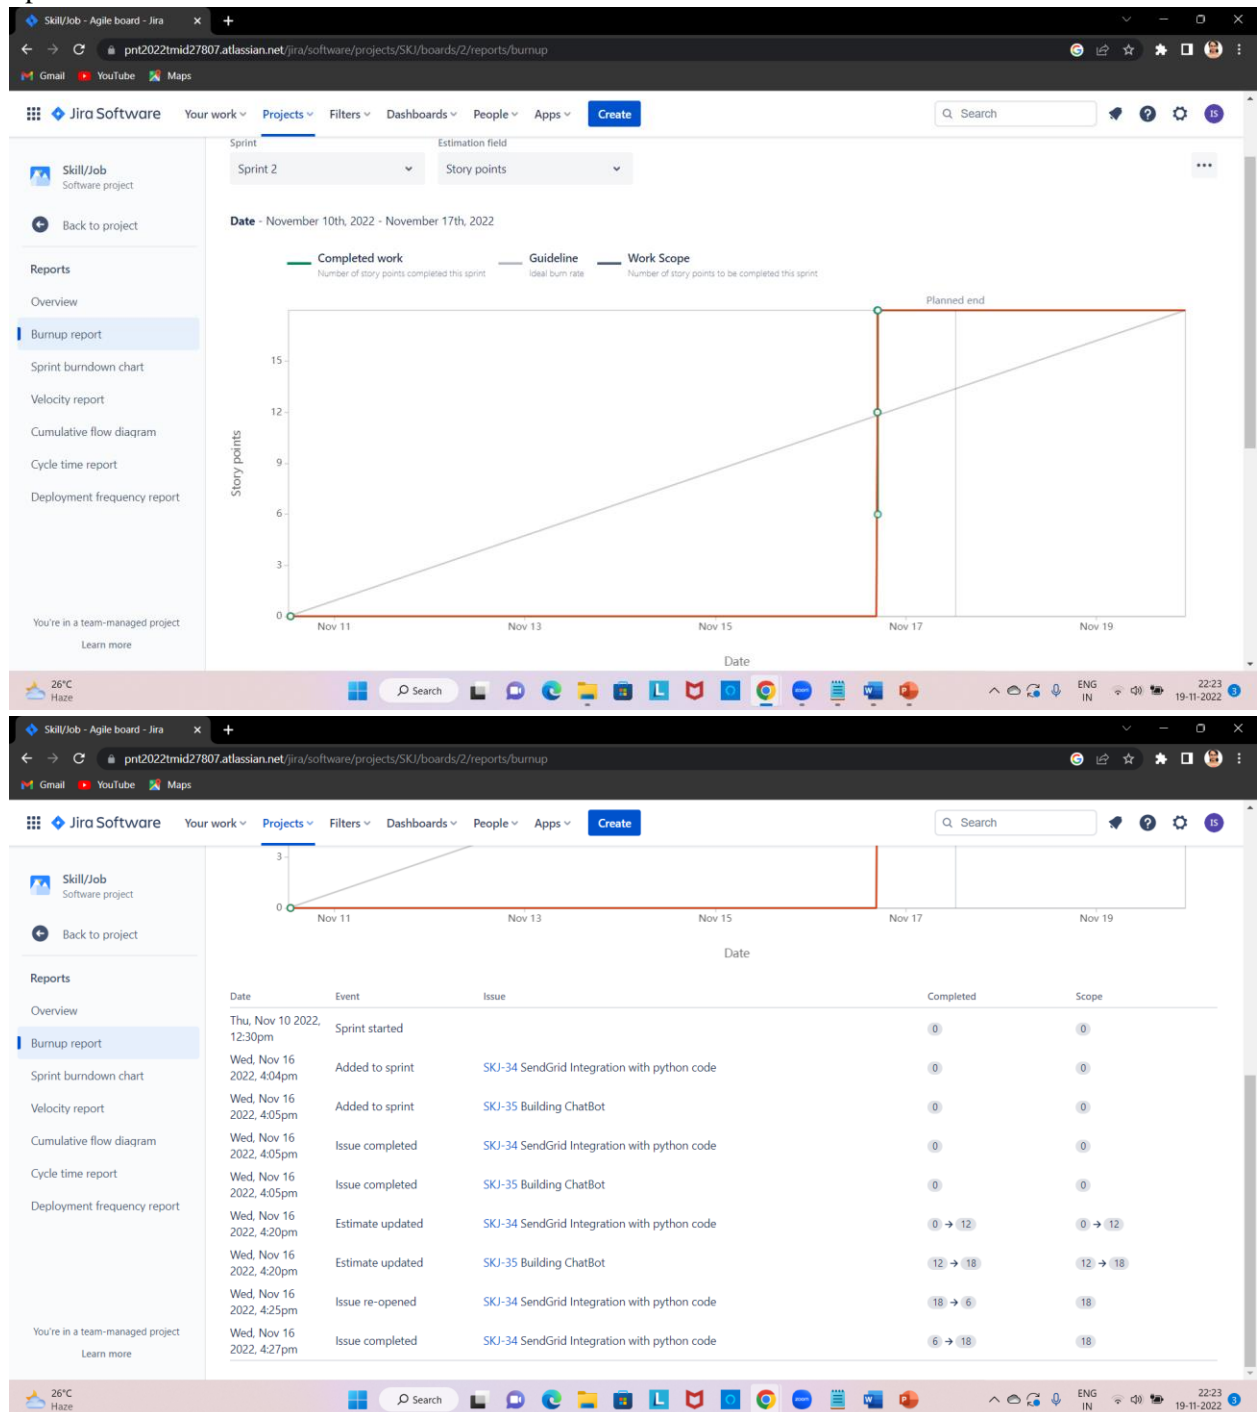 Skill/Job - Agile board - Jira
pnt2022tmid27807.atlassian.net/jira/software/projects/SKJ/boards/2/reports/burnup
Gmail YouTube Maps
Jira Software Your work Projects Filters Dashboards People Apps Create Search IS
Sprint Estimation field
Sprint 2 Story points
Skill/Job
Software project
Date - November 10th, 2022 - November 17th, 2022
Back to project
Completed work Guideline Work Scope
Number of story points completed this sprint Ideal burn rate Number of story points to be completed this sprint
Reports
Overview
Burnup report
Sprint burndown chart
Velocity report
Cumulative flow diagram
Cycle time report
Deployment frequency report
Planned end
15
12
9
6
3
0
Story points
Nov 11 Nov 13 Nov 15 Nov 17 Nov 19
Date
You're in a team-managed project
Learn more
26°C
Haze
Search
ENG
IN
22:23
19-11-2022
3
Skill/Job - Agile board - Jira
pnt2022tmid27807.atlassian.net/jira/software/projects/SKJ/boards/2/reports/burnup
Gmail YouTube Maps
Jira Software Your work Projects Filters Dashboards People Apps Create Search IS
Skill/Job
Software project
Back to project
Reports
Overview
Burnup report
Sprint burndown chart
Velocity report
Cumulative flow diagram
Cycle time report
Deployment frequency report
3
0
Nov 11 Nov 13 Nov 15 Nov 17 Nov 19
Date
Date Event Issue Completed Scope
Thu, Nov 10 2022,
12:30pm Sprint started 0 0
Wed, Nov 16
2022, 4:04pm Added to sprint SKJ-34 SendGrid Integration with python code 0 0
Wed, Nov 16
2022, 4:05pm Added to sprint SKJ-35 Building ChatBot 0 0
Wed, Nov 16
2022, 4:05pm Issue completed SKJ-34 SendGrid Integration with python code 0 0
Wed, Nov 16
2022, 4:05pm Issue completed SKJ-35 Building ChatBot 0 0
Wed, Nov 16
2022, 4:20pm Estimate updated SKJ-34 SendGrid Integration with python code 0 → 12 0 → 12
Wed, Nov 16
2022, 4:20pm Estimate updated SKJ-35 Building ChatBot 12 → 18 12 → 18
Wed, Nov 16
2022, 4:25pm Issue re-opened SKJ-34 SendGrid Integration with python code 18 → 6 18
Wed, Nov 16
2022, 4:27pm Issue completed SKJ-34 SendGrid Integration with python code 6 → 18 18
You're in a team-managed project
Learn more
26°C
Haze
Search
ENG
IN
22:23
19-11-2022
3